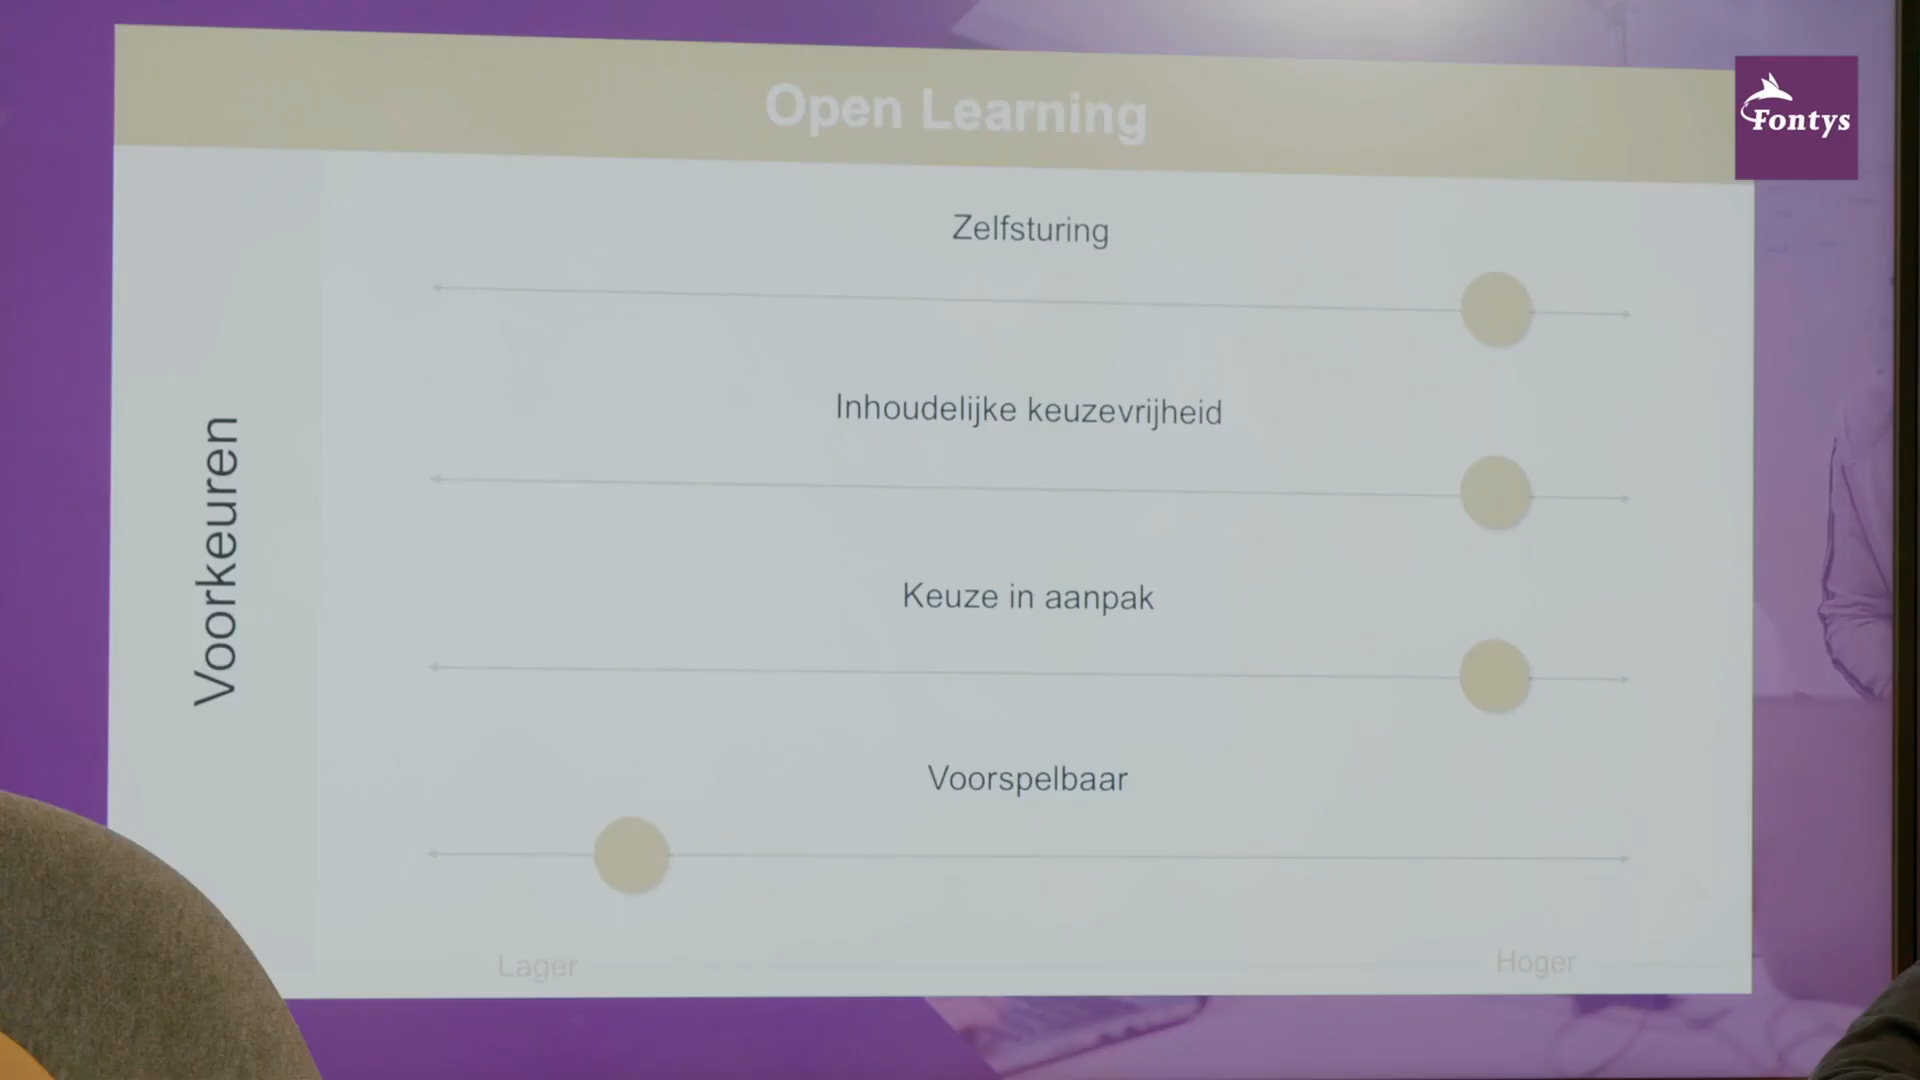 Open Learning
Fontys
Zelfsturing
Inhoudelijke keuzevrijheid
Voorkeuren
Keuze in aanpak
Voorspelbaar
Lager
Hoger